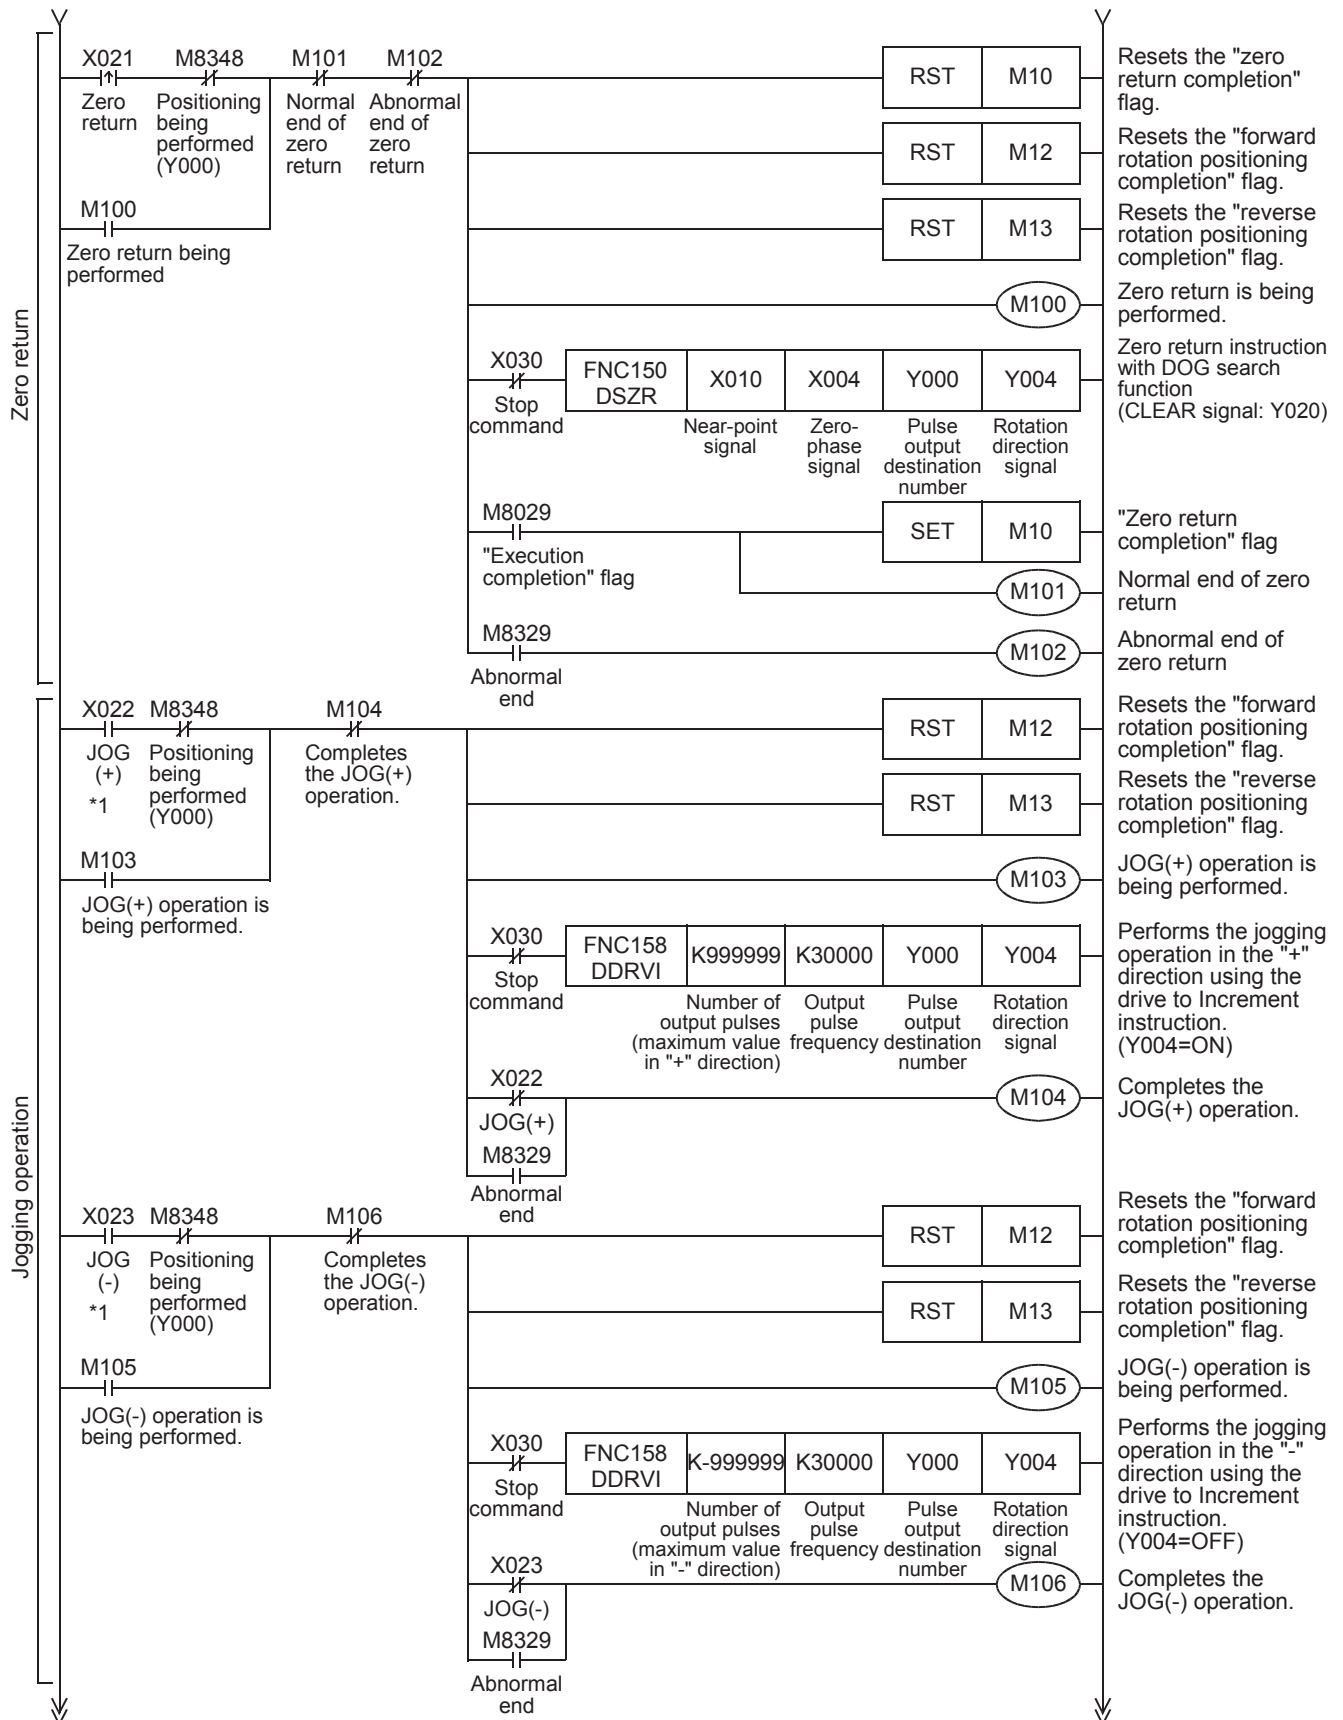 Zero return
X021
M8348
M101
M102
Zero
return
Positioning
being
performed
(Y000)
Normal
end of
zero
return
Abnormal
end of
zero
return
RST M10
Resets the "zero
return completion"
flag.
RST M12
Resets the "forward
rotation positioning
completion" flag.
M100
Zero return being
performed
RST M13
Resets the "reverse
rotation positioning
completion" flag.
M100
Zero return is being
performed.
X030
Stop
command
FNC150
DSZR
X010
X004
Y000
Y004
Near-point
signal
Zero-
phase
signal
Pulse
output
destination
number
Rotation
direction
signal
Zero return instruction
with DOG search
function
(CLEAR signal: Y020)
M8029
"Execution
completion" flag
SET M10
"Zero return
completion" flag
M101
Normal end of zero
return
M8329
Abnormal
end
M102
Abnormal end of
zero return
Jogging operation
X022
M8348
M104
JOG
(+)
*1
Positioning
being
performed
(Y000)
Completes
the JOG(+)
operation.
RST M12
Resets the "forward
rotation positioning
completion" flag.
RST M13
Resets the "reverse
rotation positioning
completion" flag.
M103
JOG(+) operation is
being performed.
M103
JOG(+) operation is
being performed.
X030
Stop
command
FNC158
DDRVI
K999999
K30000
Y000
Y004
Number of
output pulses
(maximum value
in "+" direction)
Output
pulse
frequency
Pulse
output
destination
number
Rotation
direction
signal
Performs the jogging
operation in the "+"
direction using the
drive to Increment
instruction.
(Y004=ON)
X022
JOG(+)
M8329
Abnormal
end
M104
Completes the
JOG(+) operation.
X023
M8348
M106
JOG
(-)
*1
Positioning
being
performed
(Y000)
Completes
the JOG(-)
operation.
RST M12
Resets the "forward
rotation positioning
completion" flag.
RST M13
Resets the "reverse
rotation positioning
completion" flag.
M105
JOG(-) operation is
being performed.
M105
JOG(-) operation is
being performed.
X030
Stop
command
FNC158
DDRVI
K-999999
K30000
Y000
Y004
Number of
output pulses
(maximum value
in "-" direction)
Output
pulse
frequency
Pulse
output
destination
number
Rotation
direction
signal
Performs the jogging
operation in the "-"
direction using the
drive to Increment
instruction.
(Y004=OFF)
X023
JOG(-)
M8329
Abnormal
end
M106
Completes the
JOG(-) operation.